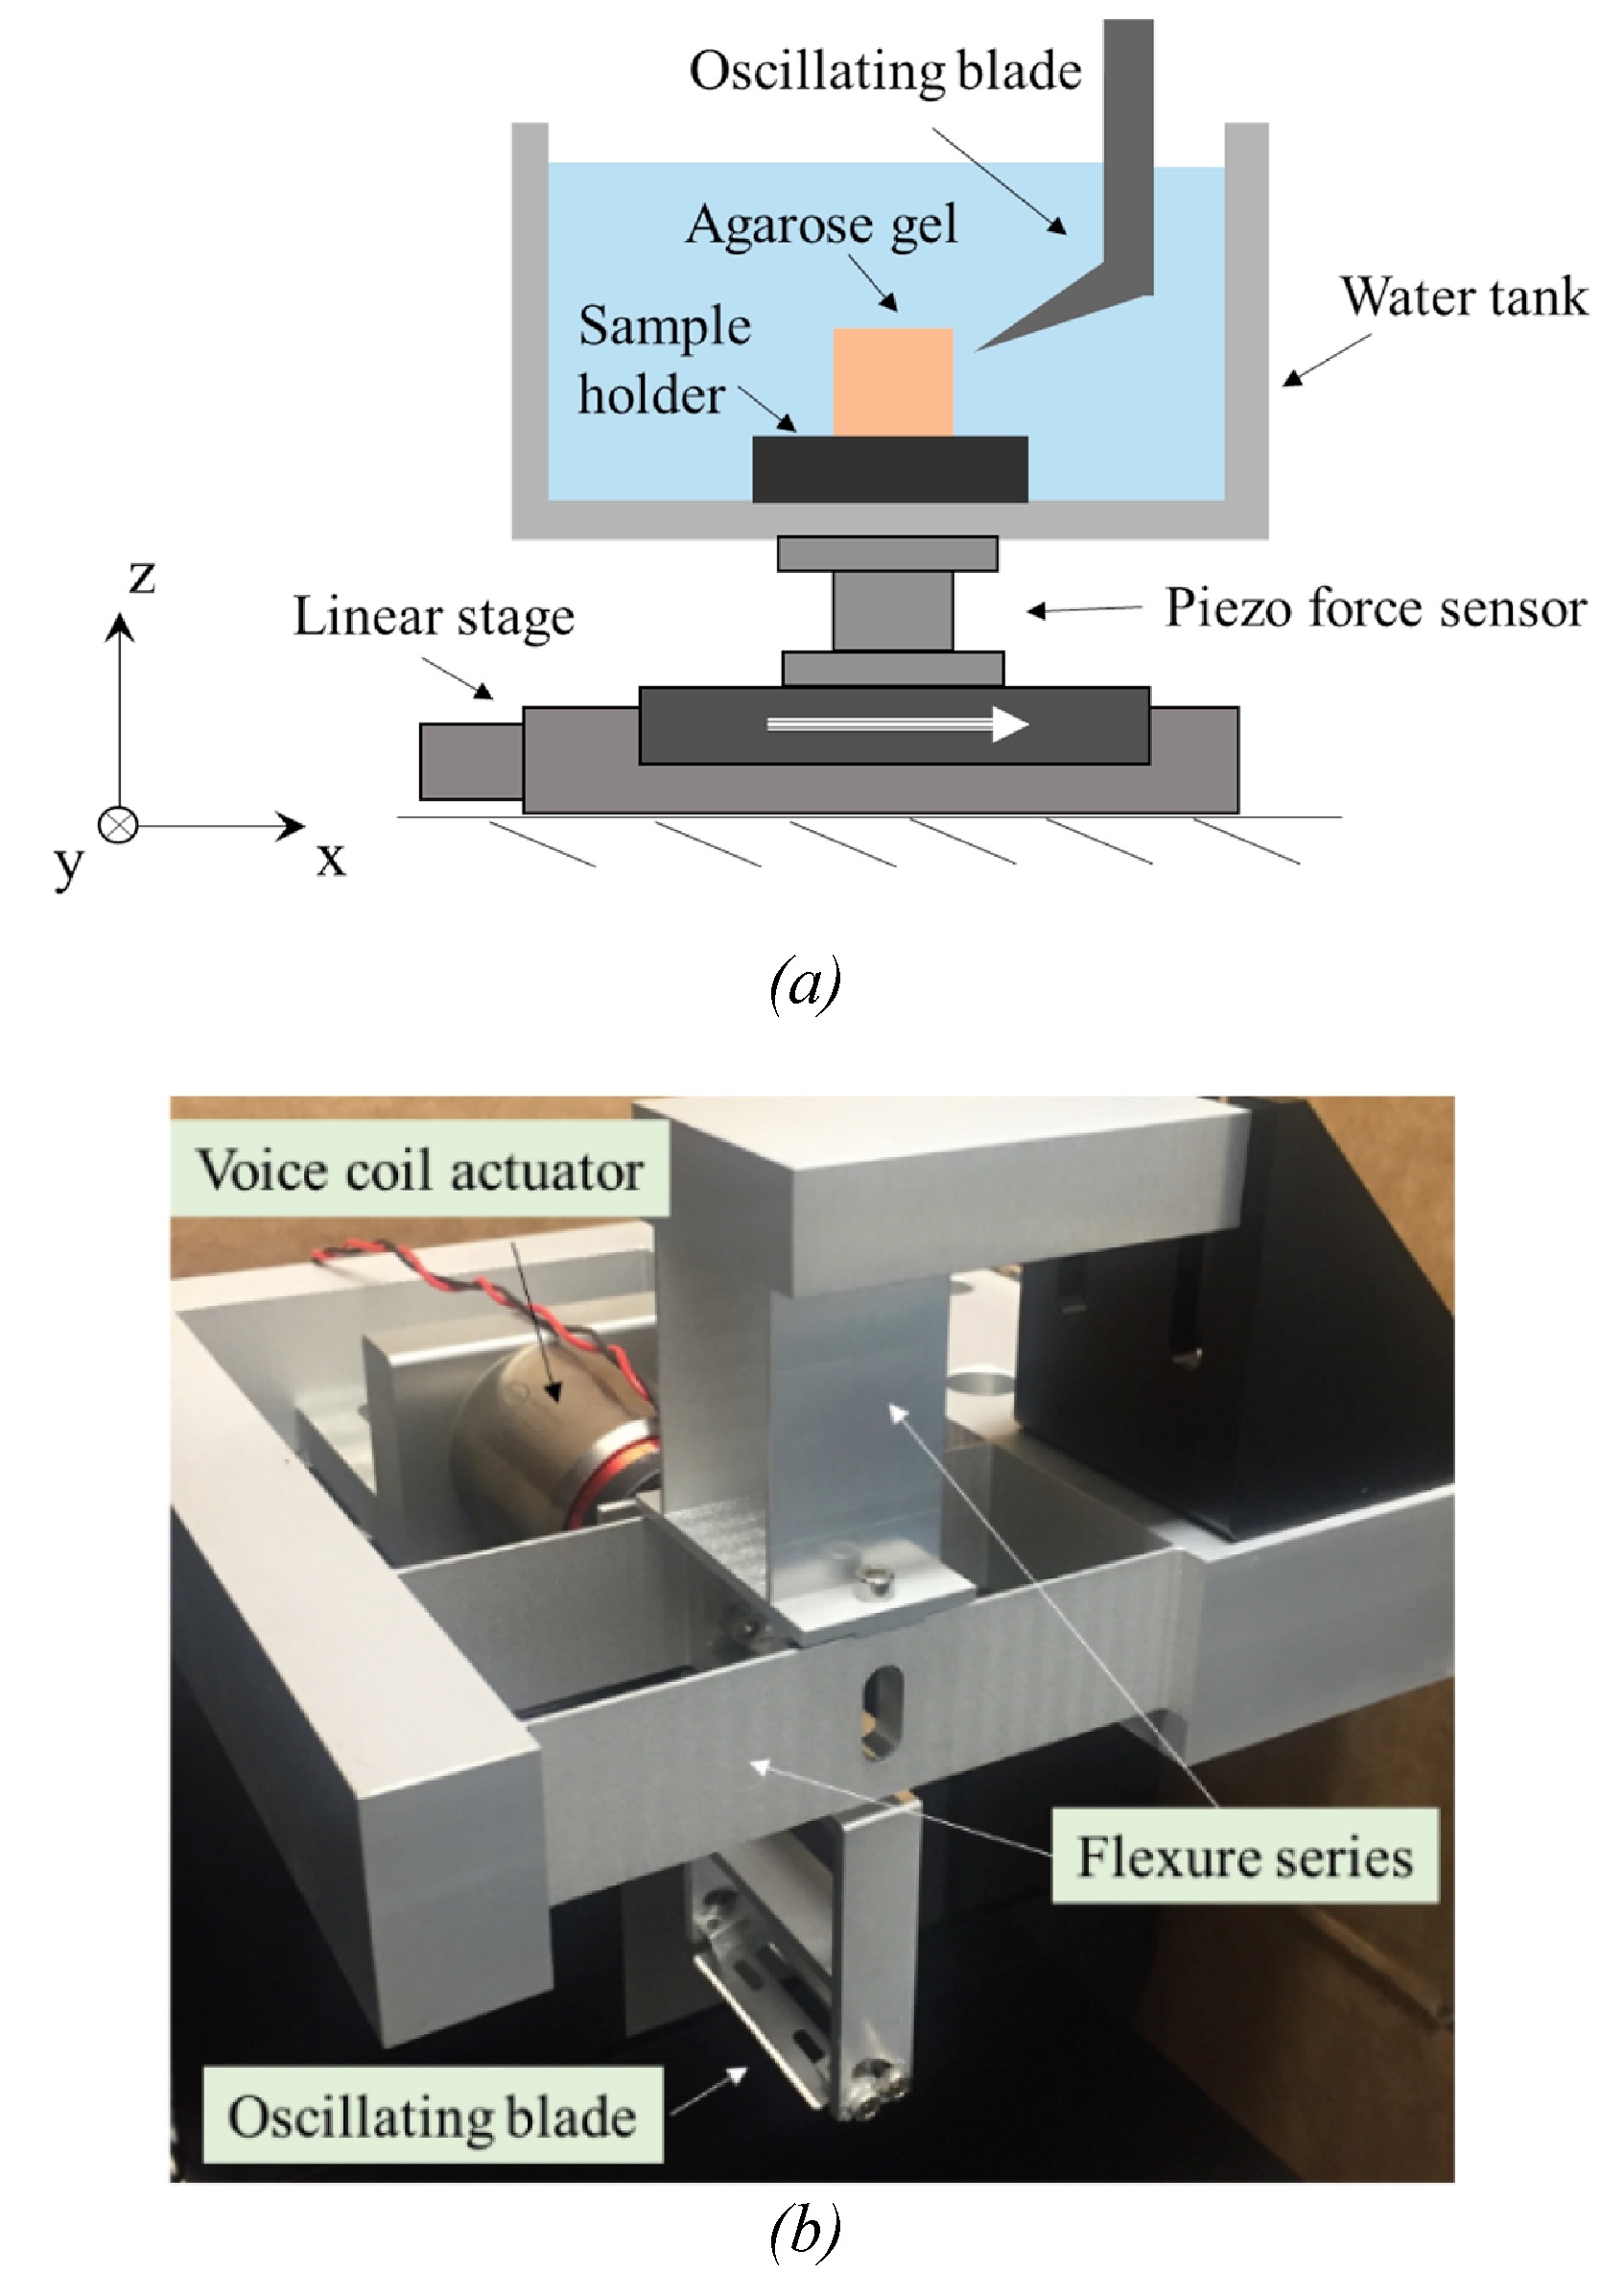 Oscillating blade
Agarose gel
Water tank
Sample
holder
z
Linear stage
Piezo force sensor
y
x
(a)
Voice coil actuator
Flexure series
Oscillating blade
(b)